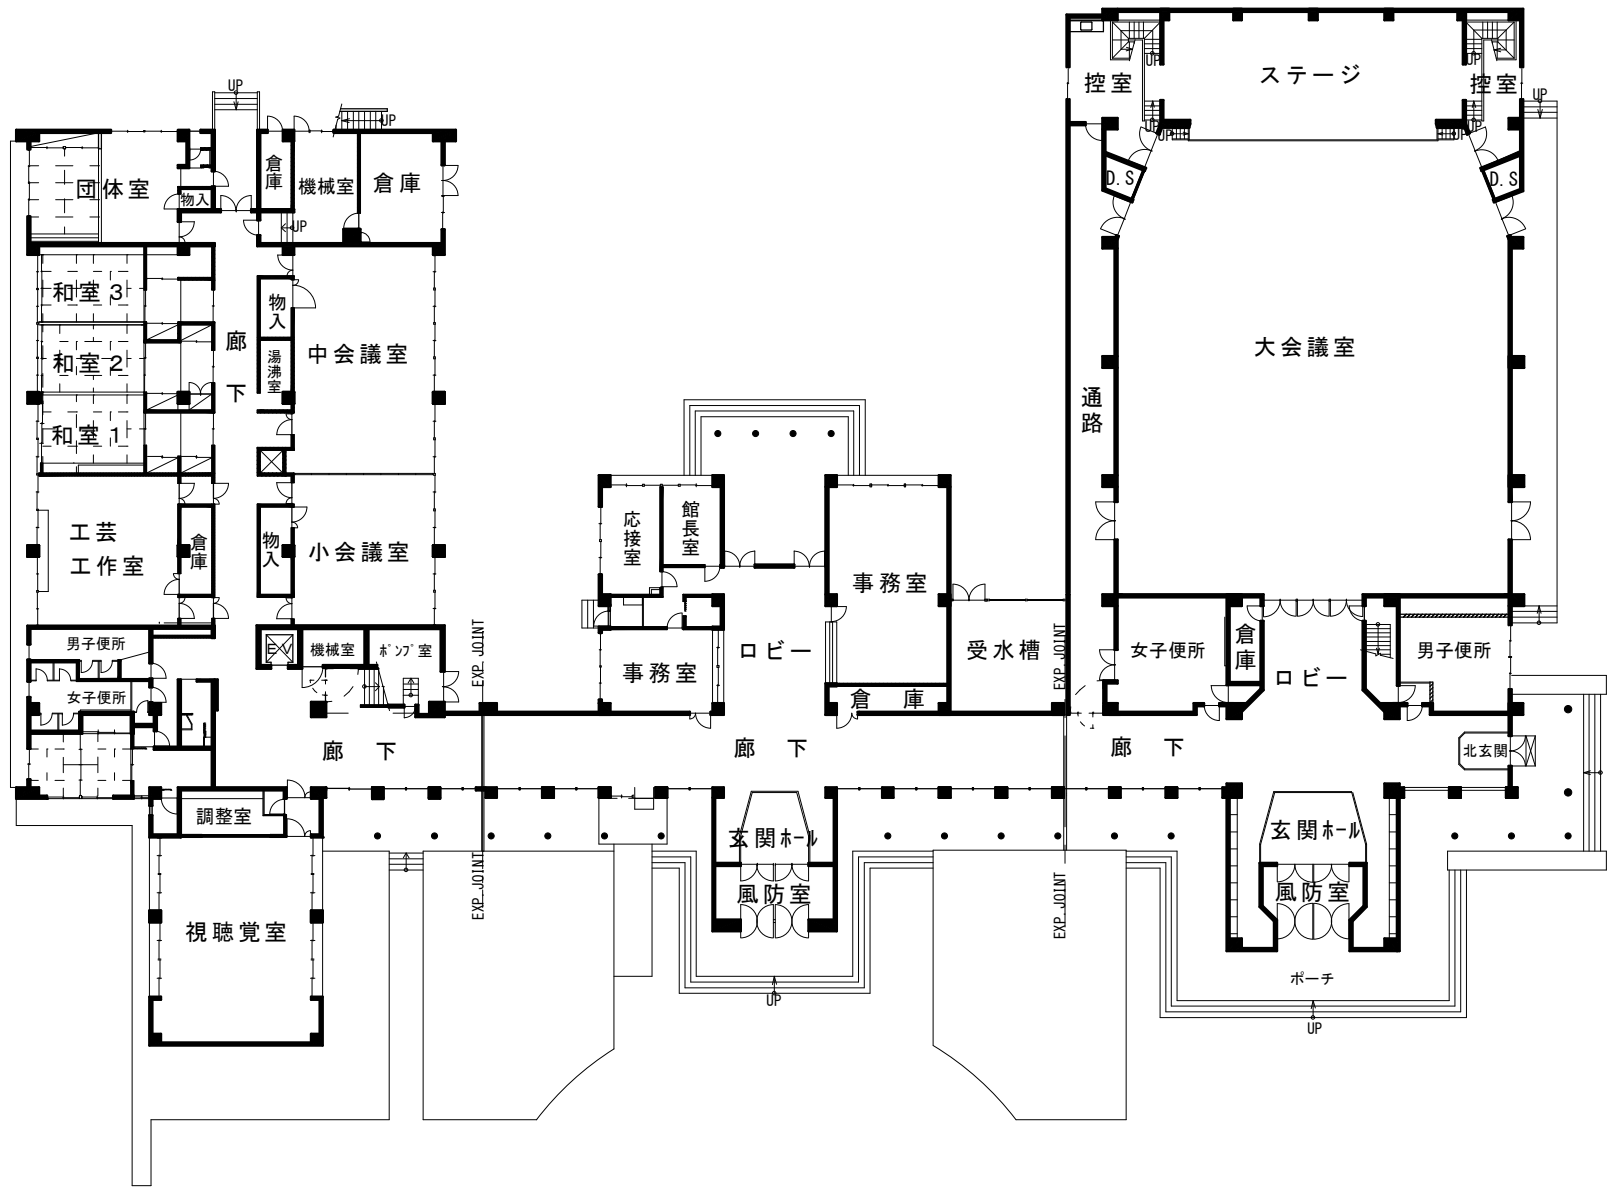 ステージ
控室
控室
UP
UP
UP
UP
UP
UP
UP
UP
UP
D.S
D.S
UP
UP
倉庫
機械室
倉庫
団体室
物入
UP
和室3
和室2
和室1
廊下
物入
湯沸室
中会議室
大会議室
通路
工芸
工作室
倉庫
物入
小会議室
応接室
館長室
事務室
ロビー
事務室
倉庫
受水槽
EXP.JOINT
EXP.JOINT
女子便所
倉庫
ロビー
男子便所
男子便所
女子便所
EV
機械室
ポンプ室
廊下
廊下
廊下
北玄関
調整室
視聴覚室
玄関ホール
風防室
玄関ホール
風防室
EXP.JOINT
EXP.JOINT
ポーチ
UP
UP